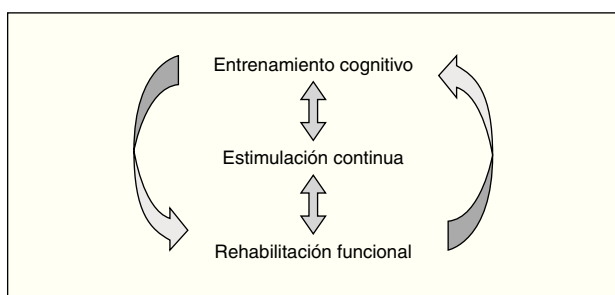 Entrenamiento cognitivo
Estimulación continua
Rehabilitación funcional